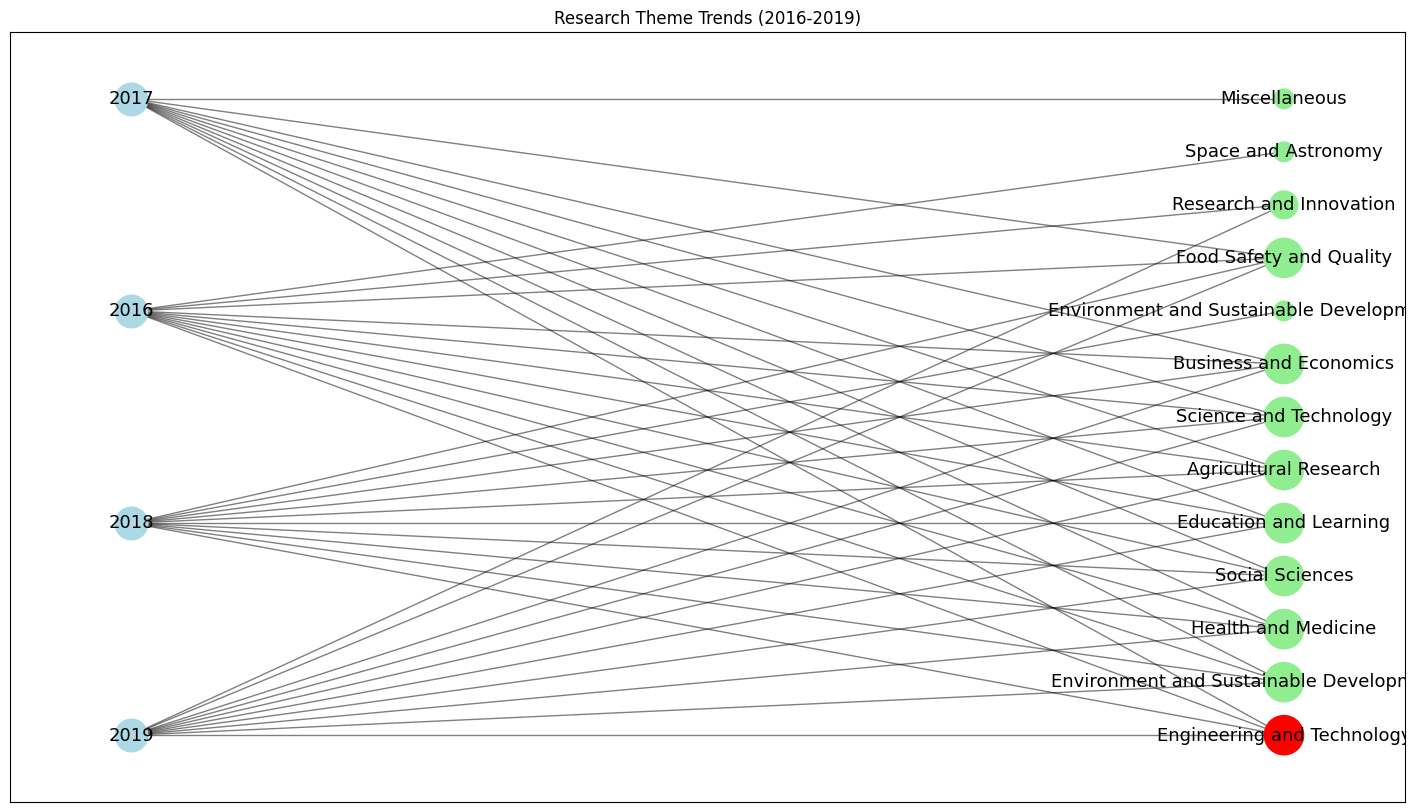 Research Theme Trends (2016-2019)
2017
Miscellaneous
Space and Astronomy
Research and Innovation
Food Safety and Quality
2016
Environment and Sustainable Developm
Business and Economics
Science and Technology
Agricultural Research
2018
Education and Learning
Social Sciences
Health and Medicine
Environment and Sustainable Developm
2019
Engineering and Technology